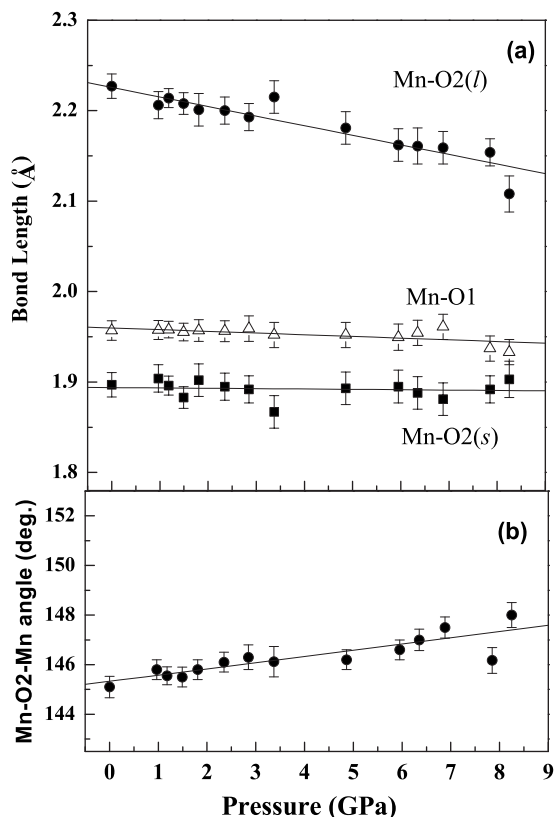 2.3
(a)
Mn-O2(l)
2.2
2.1
Bond Length (Å)
Mn-O1
2.0
1.9
Mn-O2(s)
1.8
152
(b)
150
148
146
144
Mn-O2-Mn angle (deg.)
0 1 2 3 4 5 6 7 8 9
Pressure (GPa)